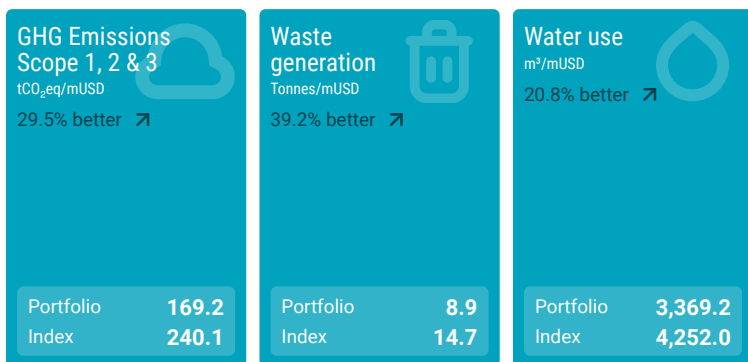 GHG Emissions
Scope 1, 2 & 3
tCO₂eq/mUSD
29.5% better
Portfolio 169.2
Index 240.1
Waste
generation
Tonnes/mUSD
39.2% better
Portfolio 8.9
Index 14.7
Water use
m³/mUSD
20.8% better
Portfolio 3,369.2
Index 4,252.0